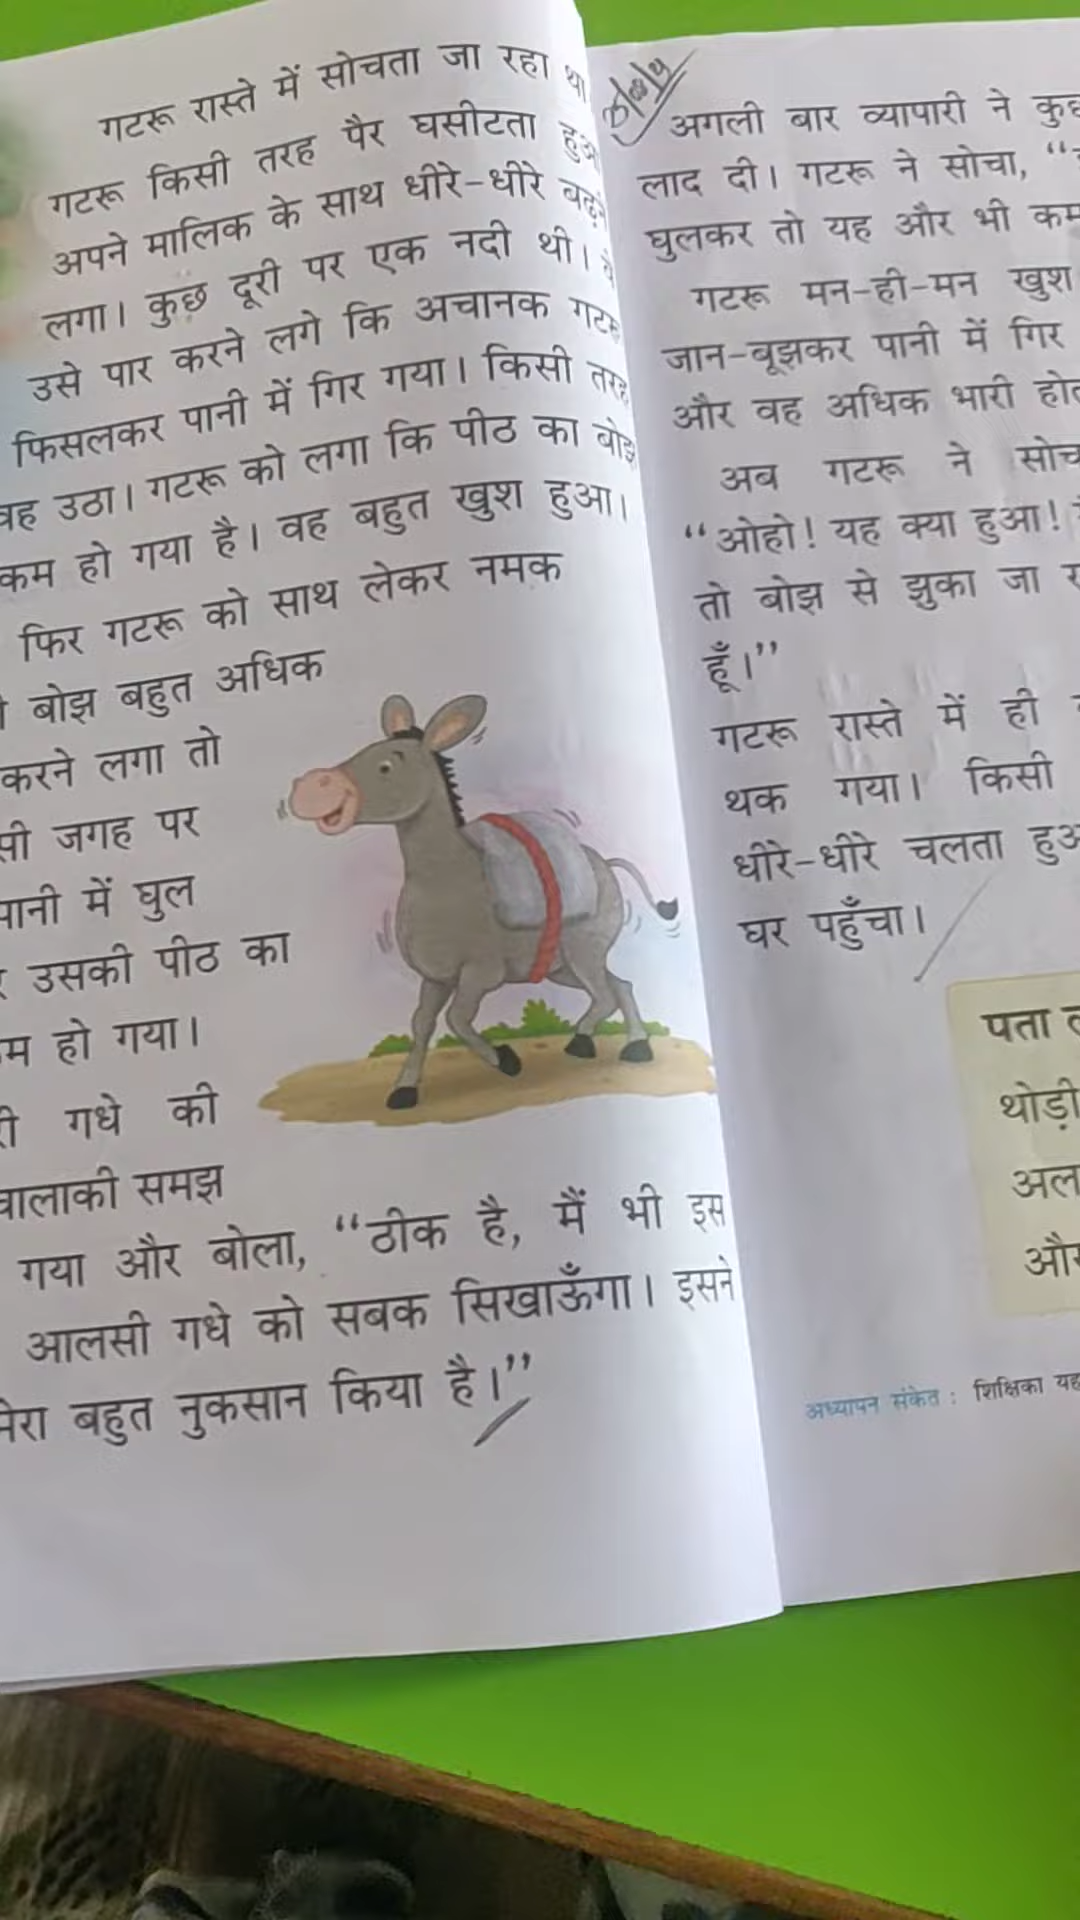 गटरू रास्ते में सोचता जा रहा था
गटरू किसी तरह पैर घसीटता
अपने मालिक के साथ धीरे-धीरे
लगा। कुछ दूरी पर एक नदी थी।
उसे पार करने लगे कि अचानक
फिसलकर पानी में गिर गया। किसी तरह
वह उठा। गटरू को लगा कि पीठ का बोझ
कम हो गया है। वह बहुत खुश हुआ।
फिर गटरू को साथ लेकर नमक
बोझ बहुत अधिक
करने लगा तो
जगह पर
पानी में घुल
उसकी पीठ का
हो गया।
गधे की
चालाकी समझ
गया और बोला, “ठीक है, मैं भी इस
आलसी गधे को सबक सिखाऊँगा। इसने
मेरा बहुत नुकसान किया है।”
अगली बार व्यापारी ने
लाद दी। गटरू ने सोचा, “
घुलकर तो यह और भी कम
गटरू मन-ही-मन खुश
जान-बूझकर पानी में गिर
और वह अधिक भारी
अब गटरू ने
“ओहो! यह क्या हुआ!
तो बोझ से झुका जा
हूँ।”
गटरू रास्ते में ही
थक गया। किसी
धीरे-धीरे चलता
घर पहुँचा।
पता
थोड़ी
अध्यापन संकेत : शिक्षिका